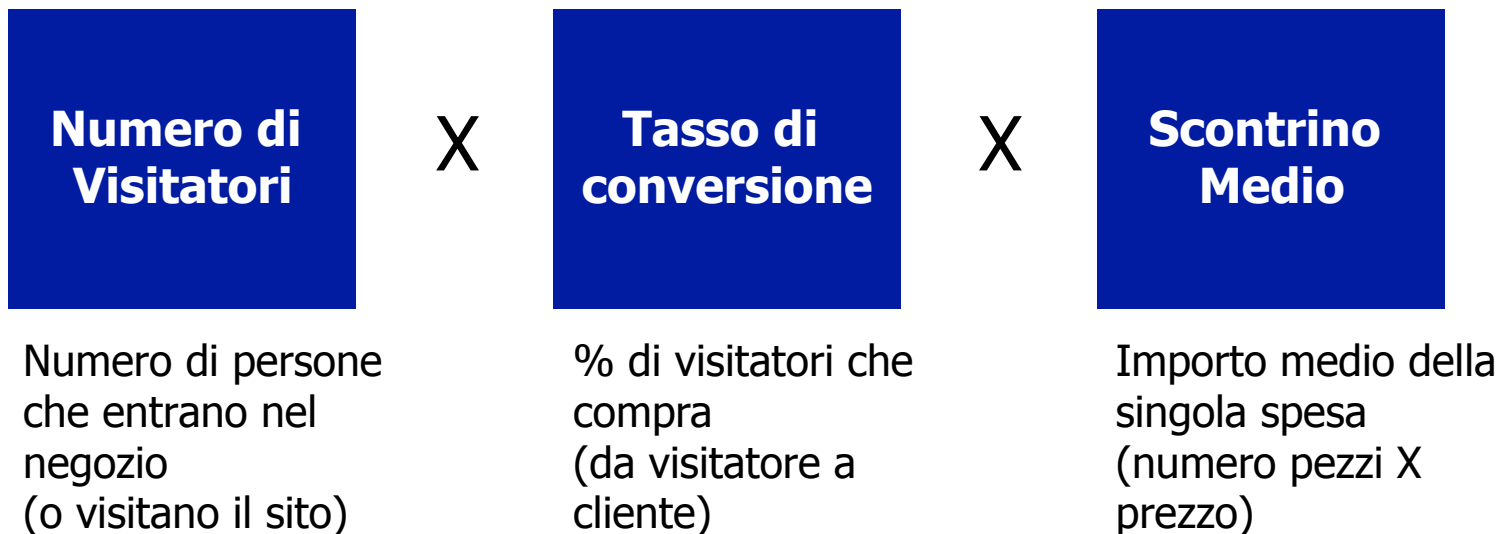 Numero di
Visitatori
X
Tasso di
conversione
X
Scontrino
Medio
Numero di persone
che entrano nel
negozio
(o visitano il sito)
% di visitatori che
compra
(da visitatore a
cliente)
Importo medio della
singola spesa
(numero pezzi X
prezzo)